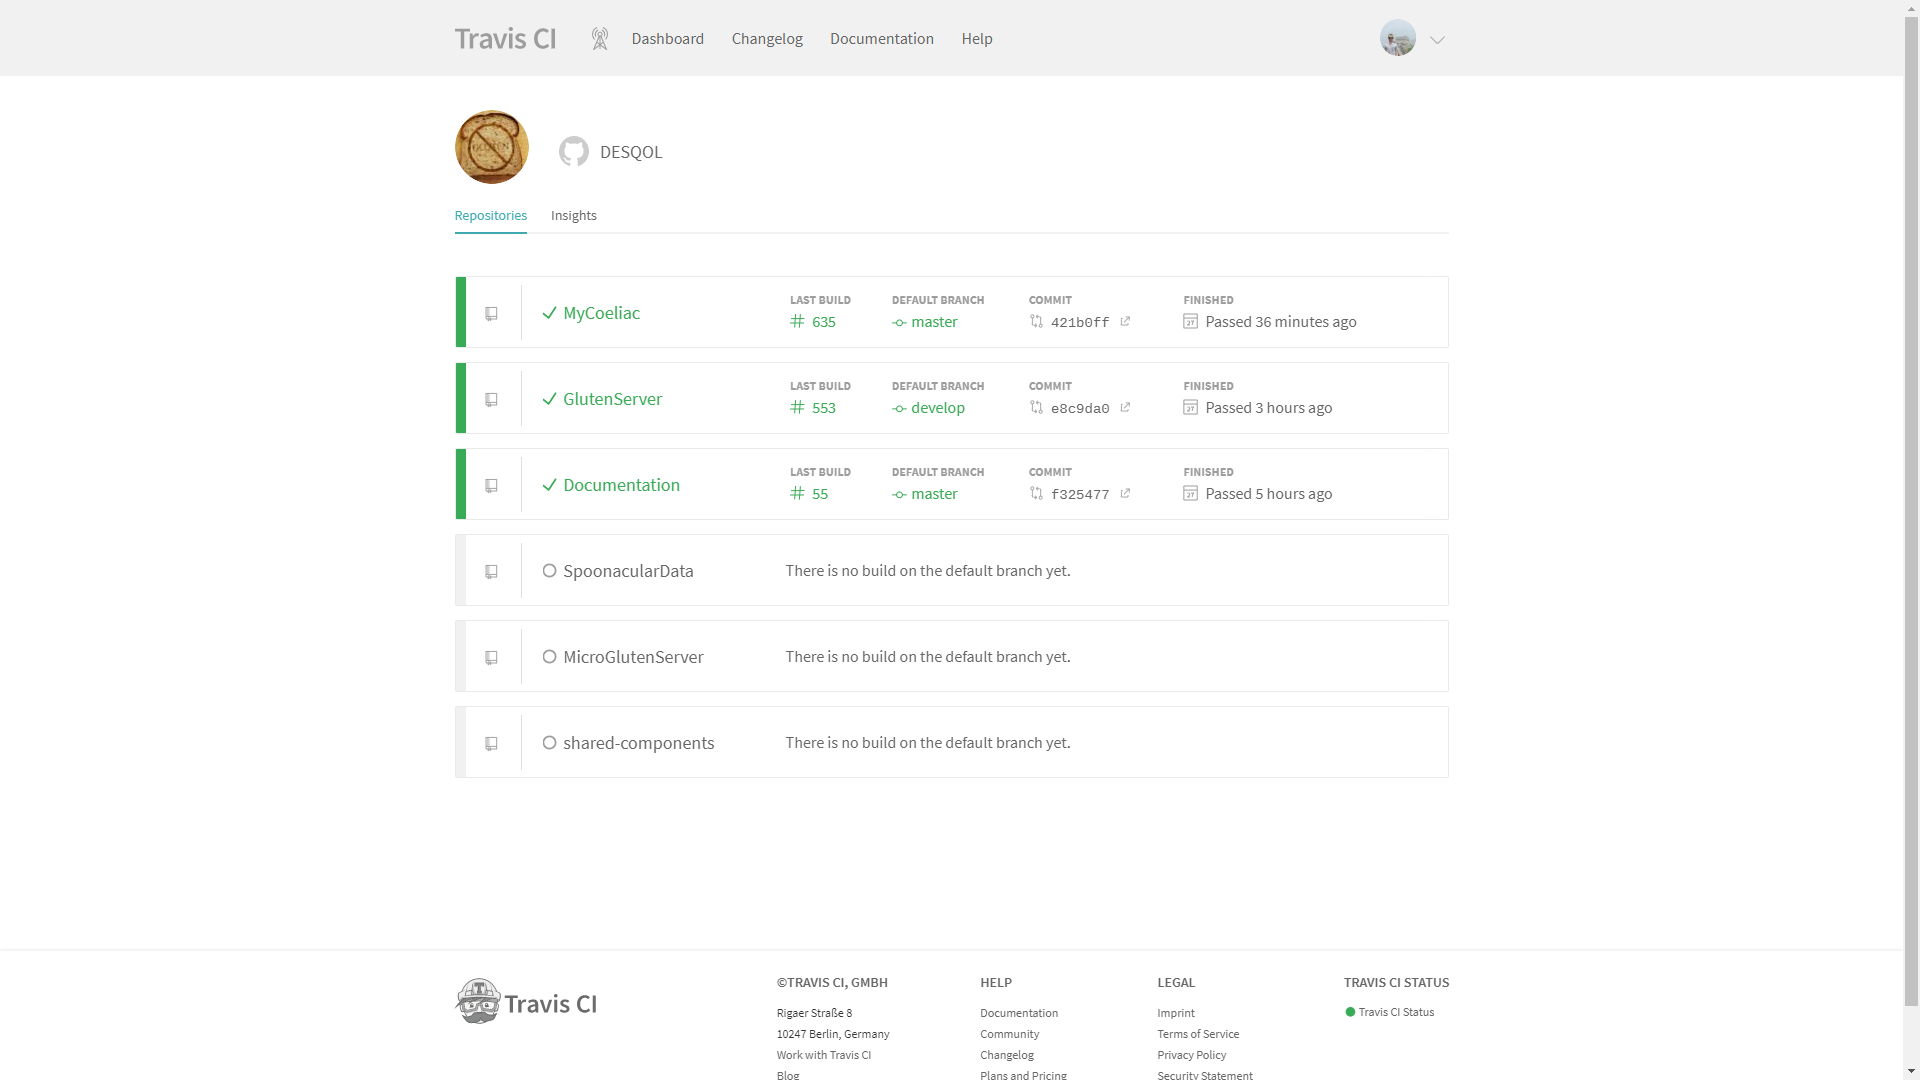 Travis CI
Dashboard
Changelog
Documentation
Help
DESQOL
Repositories
Insights
MyCoeliac
LAST BUILD
635
DEFAULT BRANCH
master
COMMIT
421b0ff
FINISHED
Passed 36 minutes ago
GlutenServer
LAST BUILD
553
DEFAULT BRANCH
develop
COMMIT
e8c9da0
FINISHED
Passed 3 hours ago
Documentation
LAST BUILD
55
DEFAULT BRANCH
master
COMMIT
f325477
FINISHED
Passed 5 hours ago
SpoonacularData
There is no build on the default branch yet.
MicroGlutenServer
There is no build on the default branch yet.
shared-components
There is no build on the default branch yet.
Travis CI
©TRAVIS CI, GMBH
Rigaer Straße 8
10247 Berlin, Germany
Work with Travis CI
Blog
HELP
Documentation
Community
Changelog
Plans and Pricing
LEGAL
Imprint
Terms of Service
Privacy Policy
Security Statement
TRAVIS CI STATUS
Travis CI Status